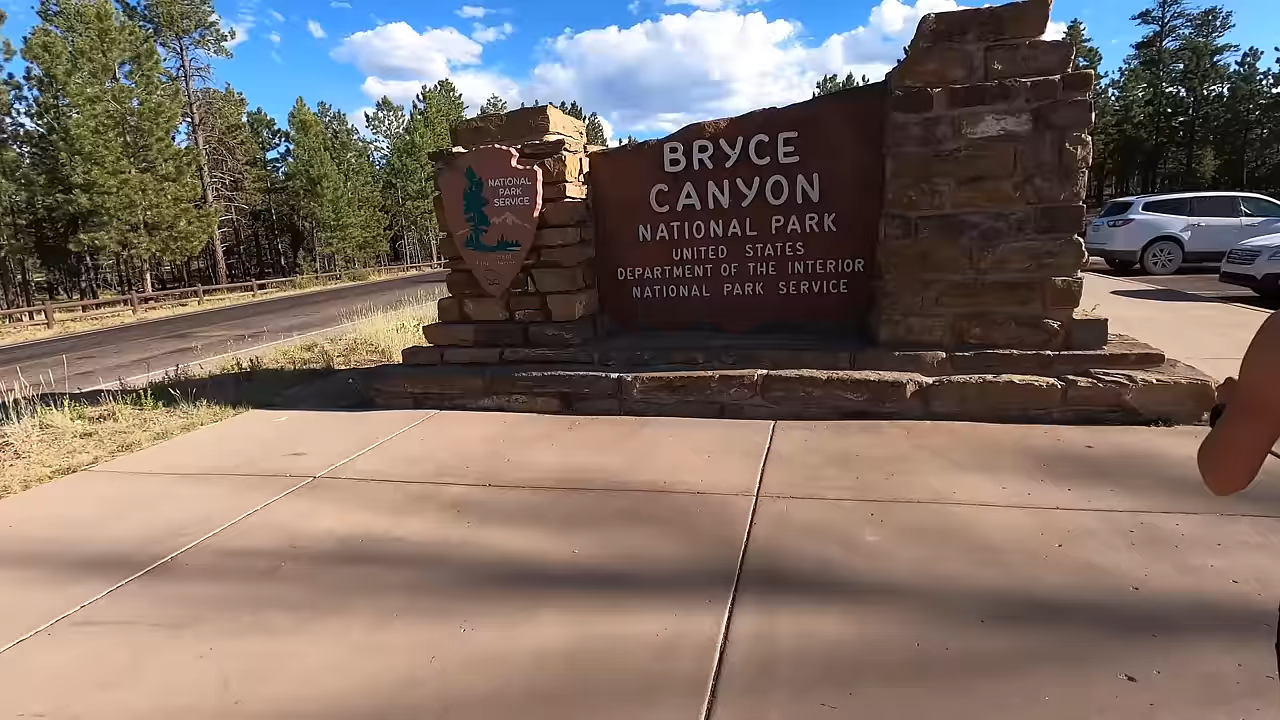 NATIONAL
PARK
SERVICE
BRYCE
CANYON
NATIONAL PARK
UNITED STATES
DEPARTMENT OF THE INTERIOR
NATIONAL PARK SERVICE